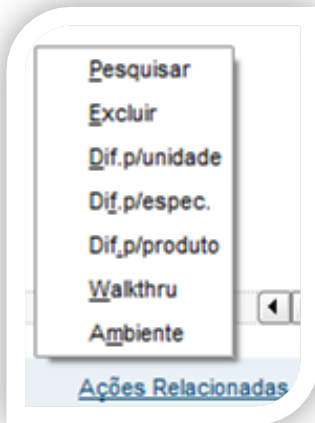 Pesquisar
Excluir
Dif.p/unidade
Dif.p/espec.
Dif.p/produto
Walkthru
Ambiente
Ações Relacionadas